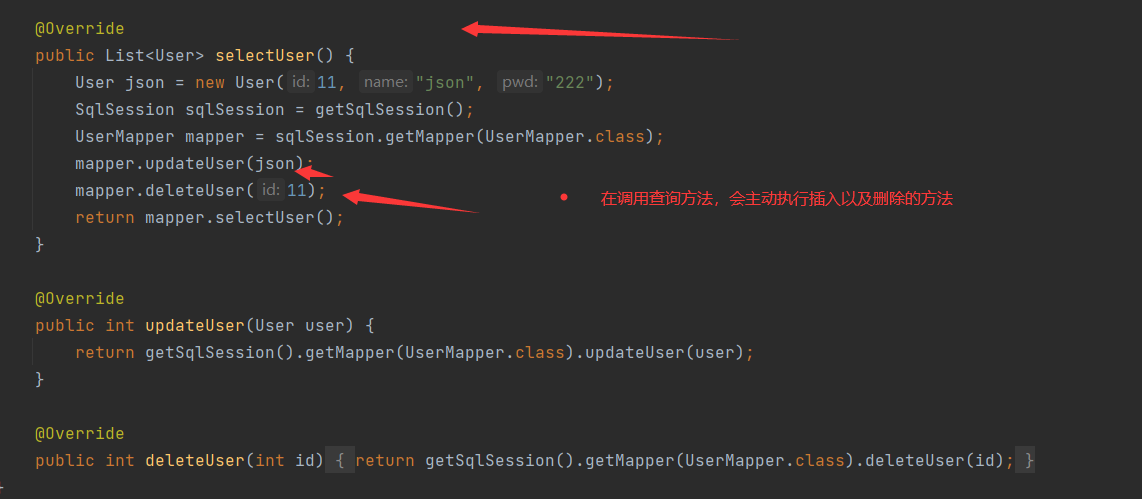 @Override
public List<User> selectUser() {
User json = new User( id: 11, name: "json", pwd: "222");
SqlSession sqlSession = getSqlSession();
UserMapper mapper = sqlSession.getMapper(UserMapper.class);
mapper.updateUser(json);
mapper.deleteUser( id: 11);
在调用查询方法，会主动执行插入以及删除的方法
return mapper.selectUser();
}
@Override
public int updateUser(User user) {
return getSqlSession().getMapper(UserMapper.class).updateUser(user);
}
@Override
public int deleteUser(int id) { return getSqlSession().getMapper(UserMapper.class).deleteUser(id); }